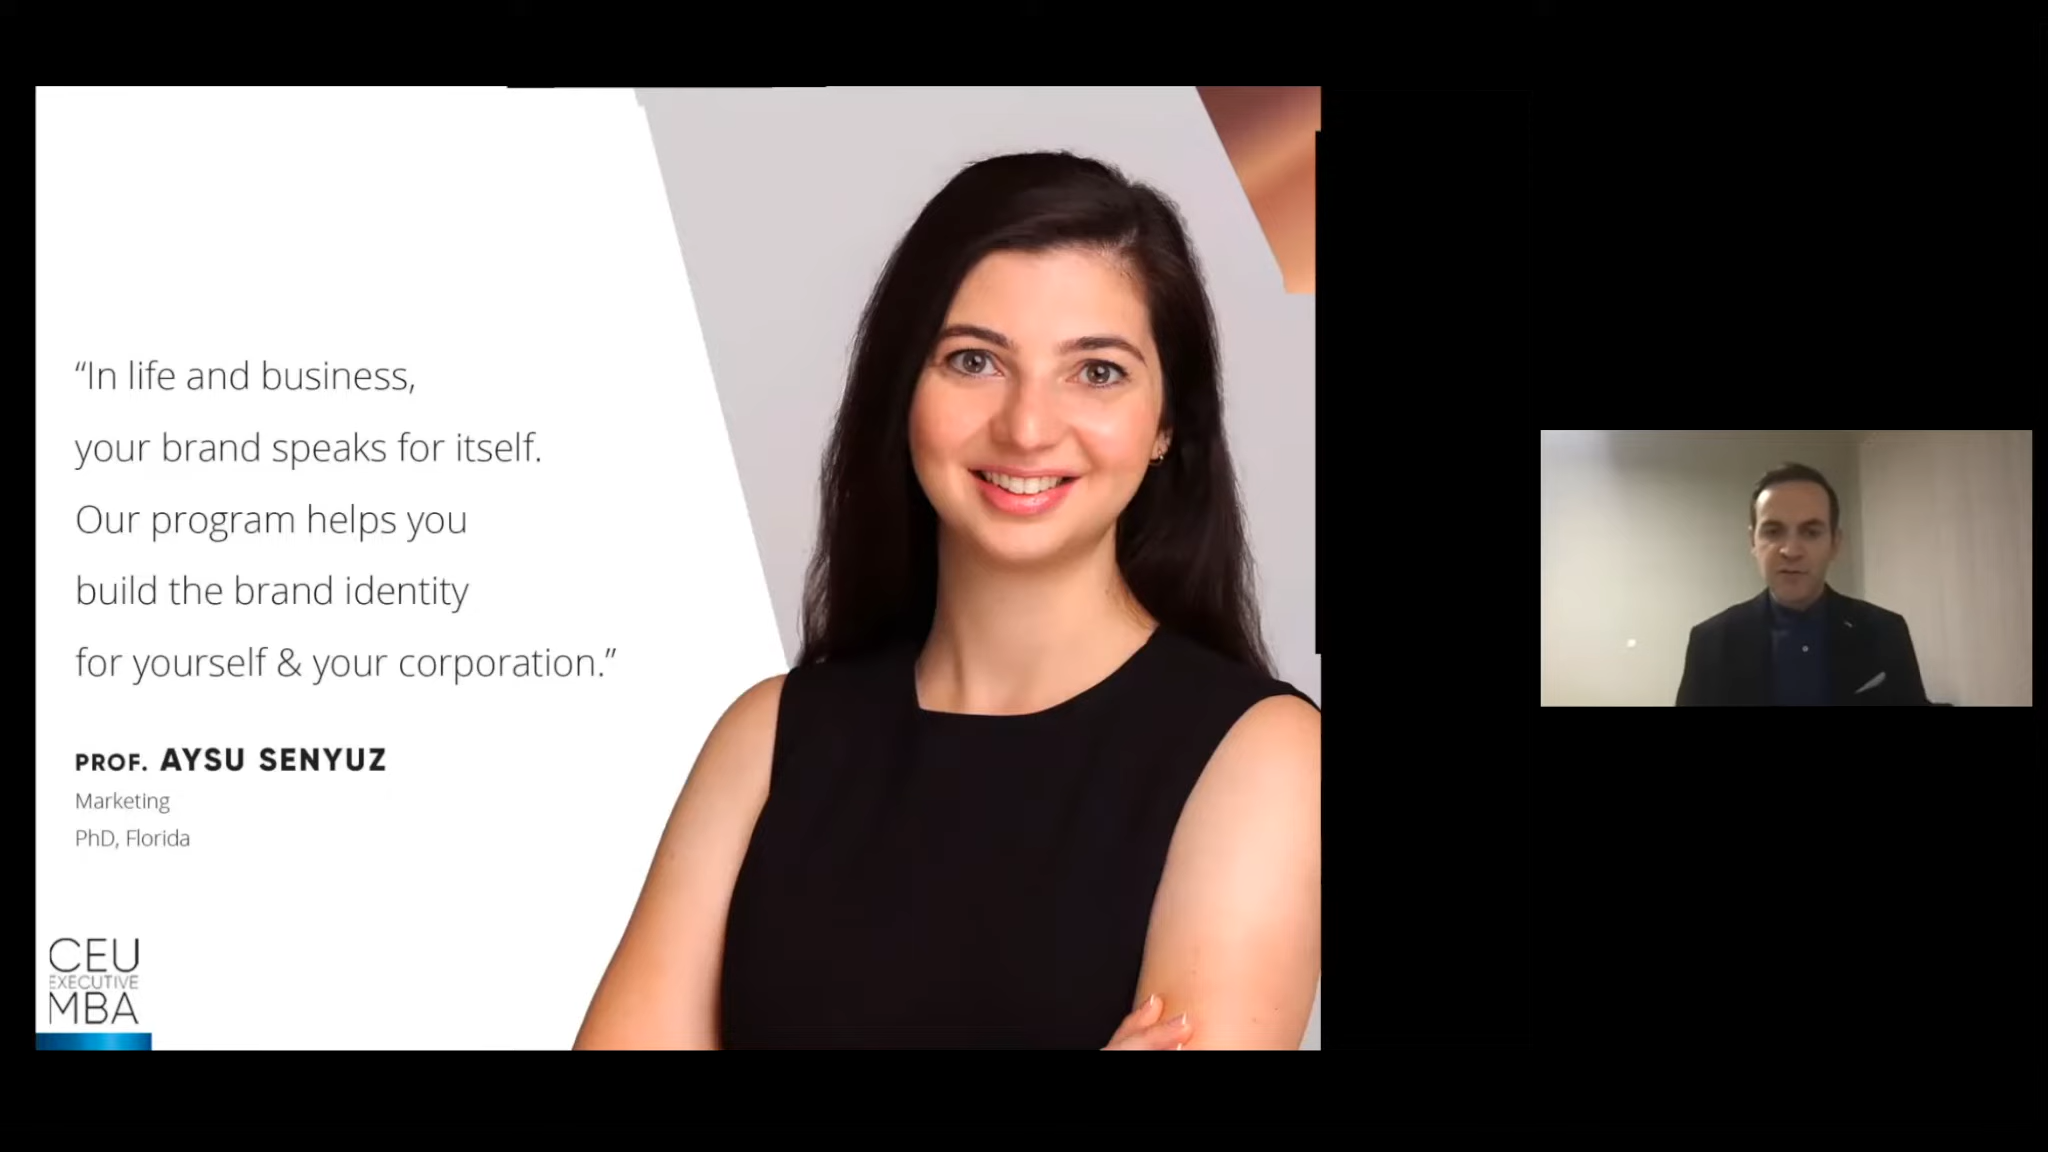 “In life and business,
your brand speaks for itself.
Our program helps you
build the brand identity
for yourself & your corporation.”
PROF. AYSU SENYUZ
Marketing
PhD, Florida
CEU
EXECUTIVE
MBA